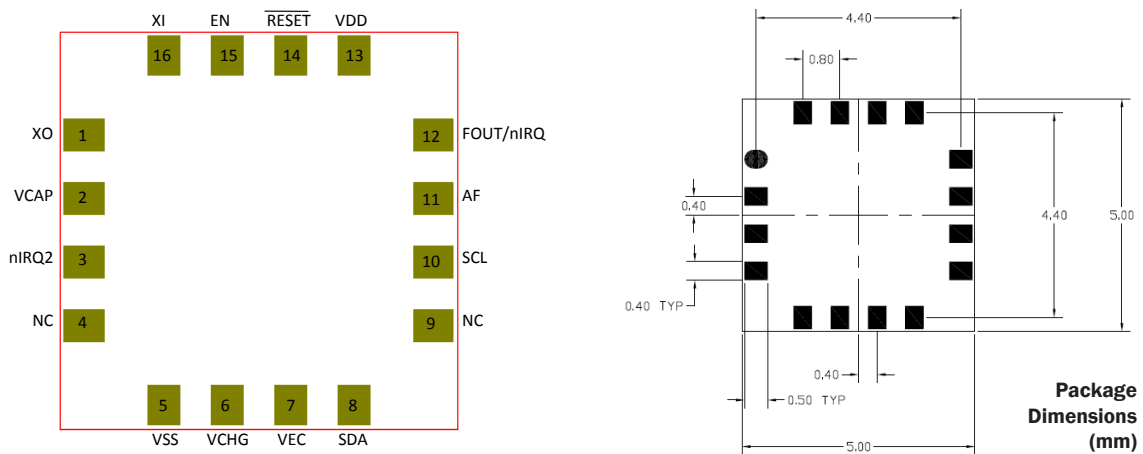 XI EN RESET VDD
16 15 14 13
XO 1 12 FOUT/nIRQ
VCAP 2 11 AF
nIRQ2 3 10 SCL
NC 4 9 NC
5 6 7 8
VSS VCHG VEC SDA
4.40
0.80
0.40
4.40
5.00
0.40 TYP
0.40
0.50 TYP
5.00
Package
Dimensions
(mm)